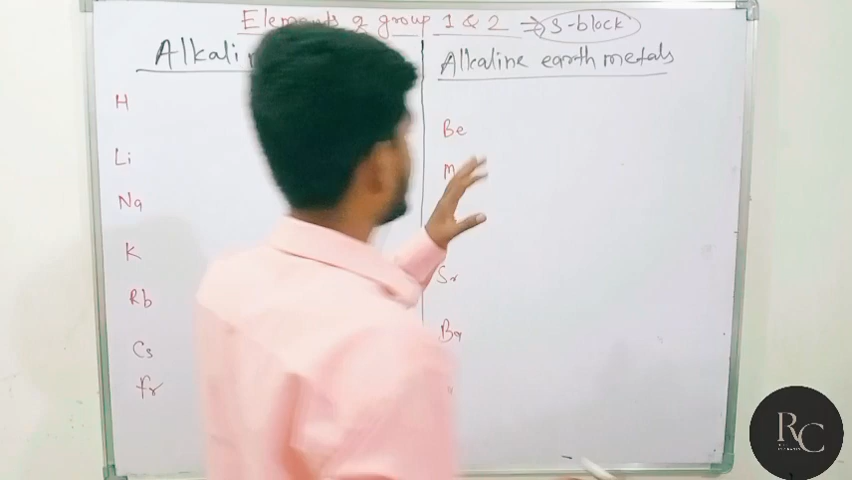 Elements of group 1 & 2 ⇒ S-block
Alkali
Alkaline earth metals
H
Be
Li
M
Na
K
Sr
Rb
Ba
Cs
Fr
RC